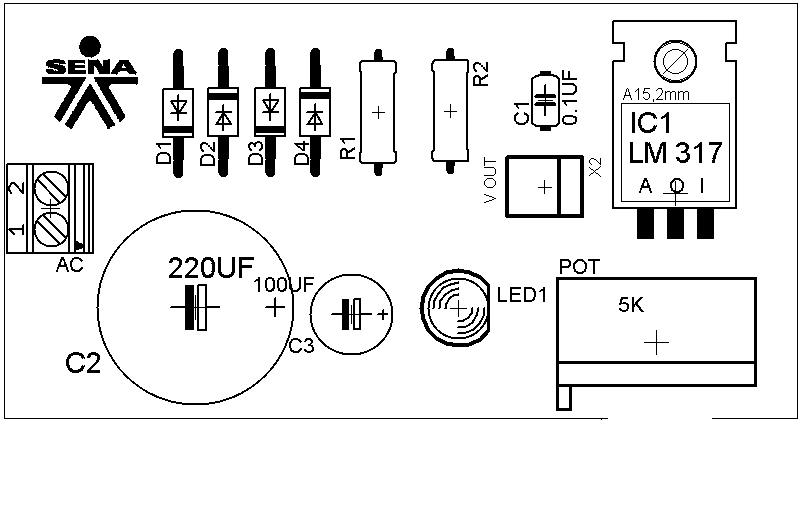 SENA
D1
D2
D3
D4
R1
R2
C1
0.1UF
A15,2mm
IC1
LM 317
A O I
V OUT
X2
2
1
AC
220UF
C2
100UF
+
C3
LED1
POT
5K